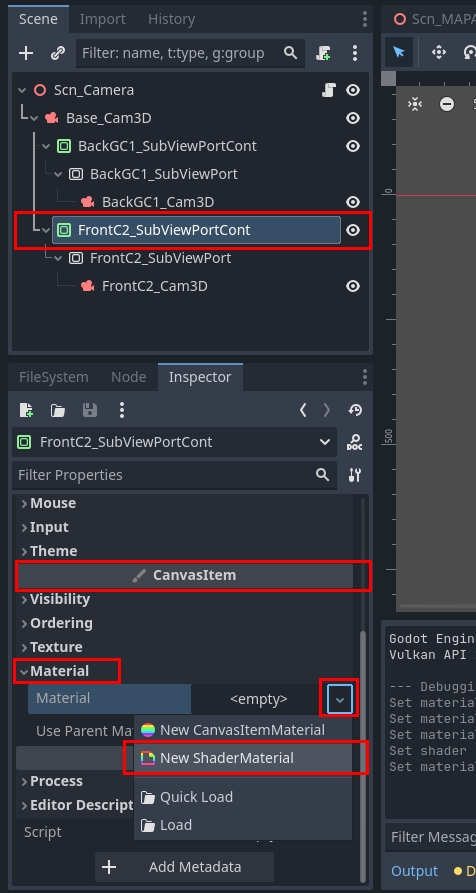 Scene Import History
Filter: name, t:type, g:group
Scn_Camera
Base_Cam3D
BackGC1_SubViewPortCont
BackGC1_SubViewPort
BackGC1_Cam3D
FrontC2_SubViewPortCont
FrontC2_SubViewPort
FrontC2_Cam3D
FileSystem Node Inspector
FrontC2_SubViewPortCont
DOC
Filter Properties
Mouse
Input
Theme
CanvasItem
Visibility
Ordering
Texture
Material
Material <empty>
Use Parent Ma
New CanvasItemMaterial
New ShaderMaterial
Process
Quick Load
Editor Descript
Load
Script
Add Metadata
Scn_MAPA
0
500
Godot Engin
Vulkan API
--- Debuggi
Set materia
Set materia
Set materia
Set shader
Set materia
Filter Messag
Output D